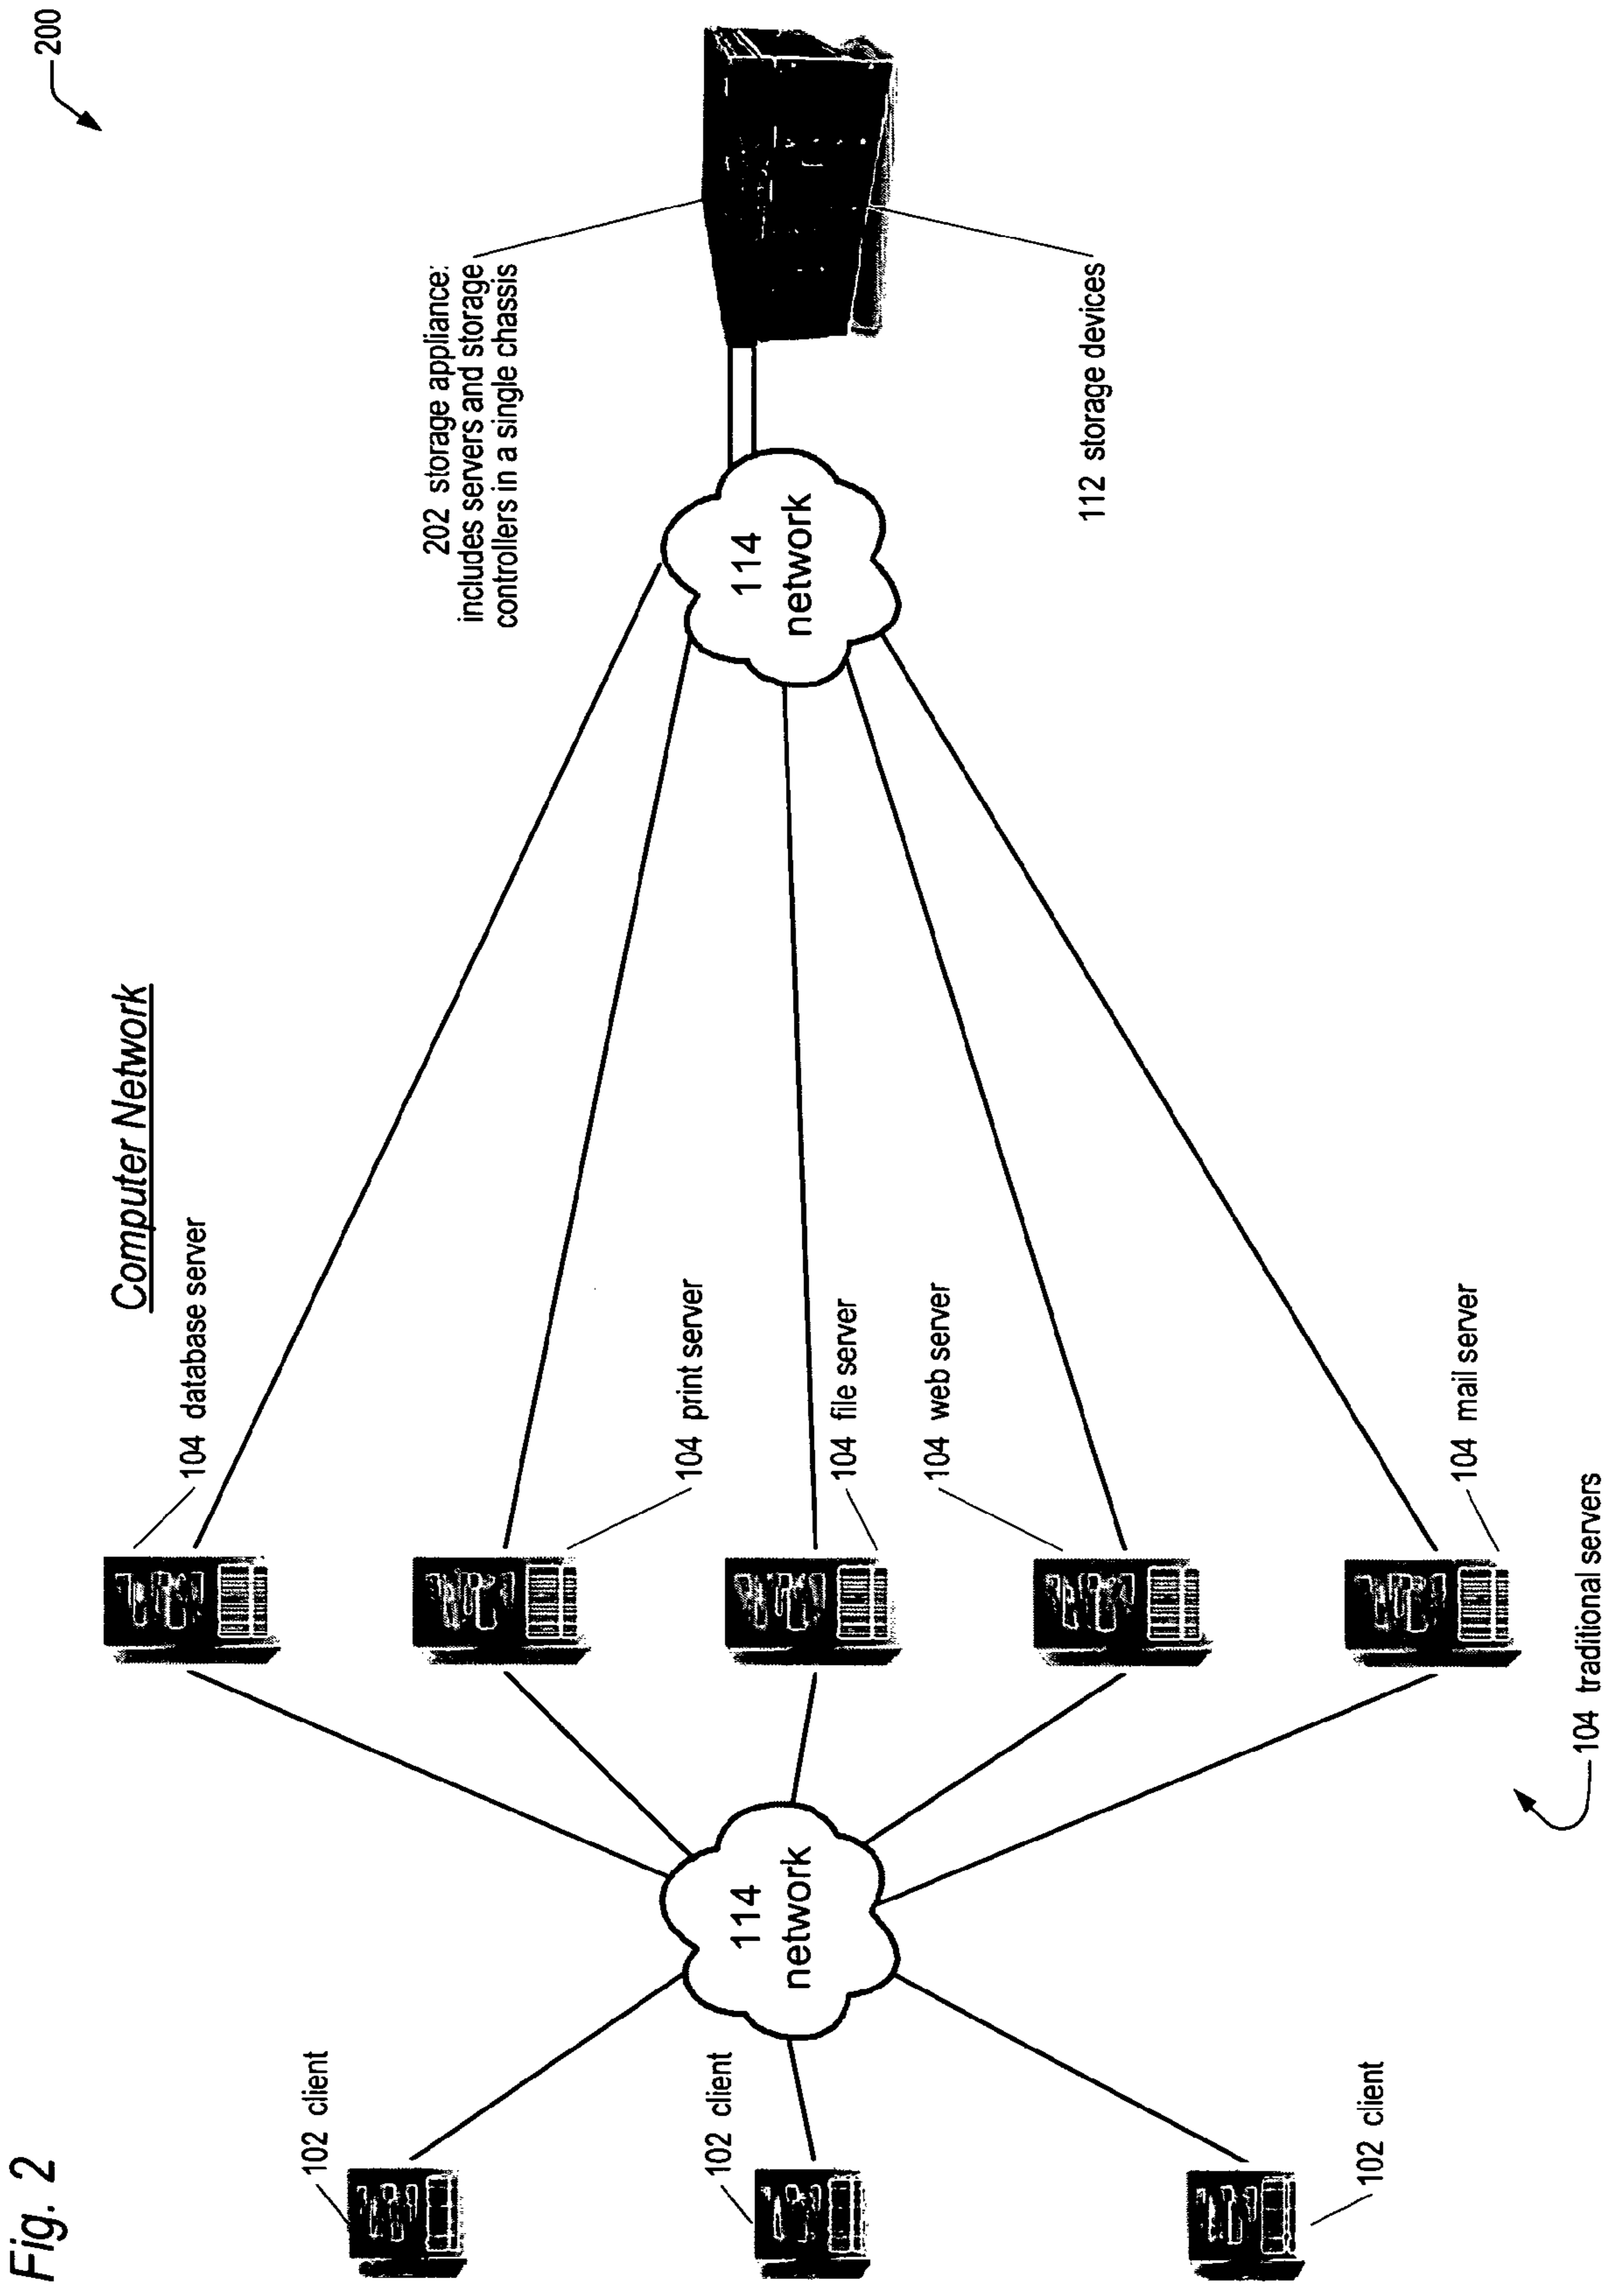 Fig. 2
Computer Network
200
102 client
102 client
102 client
114
network
104 database server
104 print server
104 file server
104 web server
104 mail server
104 traditional servers
114
network
202 storage appliance:
includes servers and storage
controllers in a single chassis
112 storage devices